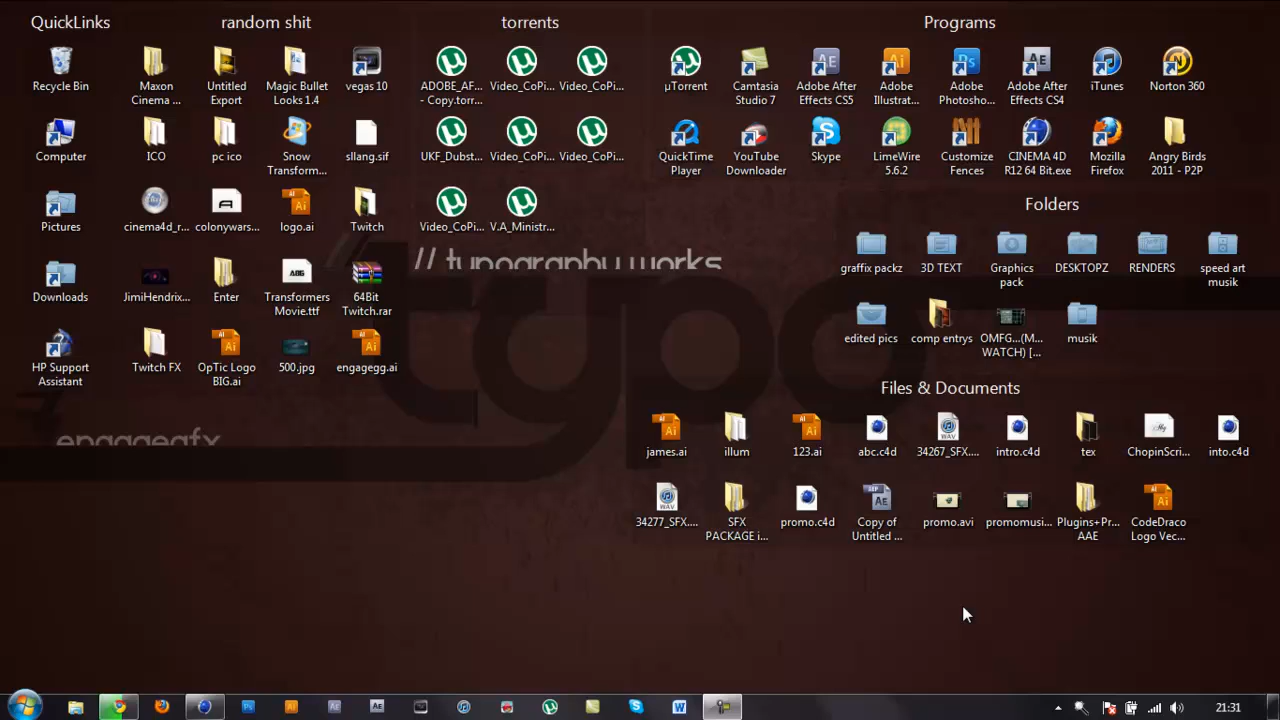 QuickLinks
random shit
torrents
Programs
Recycle Bin
Maxon
Cinema ...
Untitled
Export
Magic Bullet
Looks 1.4
vegas 10
ADOBE_AF...
- Copy.torr...
Video_CoPi...
Video_CoPi...
µTorrent
Camtasia
Studio 7
Adobe After
Effects CS5
Adobe
Illustrat...
Adobe
Photosho...
Adobe After
Effects CS4
iTunes
Norton 360
Computer
ICO
pc ico
Snow
Transform...
sllang.sif
UKF_Dubst...
Video_CoPi...
Video_CoPi...
QuickTime
Player
YouTube
Downloader
Skype
LimeWire
5.6.2
Customize
Fences
CINEMA 4D
R12 64 Bit.exe
Mozilla
Firefox
Angry Birds
2011 - P2P
Pictures
cinema4d_r...
colonywars...
logo.ai
Twitch
Video_CoPi...
V.A_Ministr...
Folders
// typography works
typo
graffix packz
3D TEXT
Graphics
pack
DESKTOPZ
RENDERS
speed art
musik
Downloads
JimiHendrix...
Enter
Transformers
Movie.ttf
64Bit
Twitch.rar
edited pics
comp entrys
OMFG...(M...
WATCH) [...
musik
HP Support
Assistant
Twitch FX
OpTic Logo
BIG.ai
500.jpg
engagegg.ai
Files & Documents
engagegfx
james.ai
illum
123.ai
abc.c4d
34267_SFX....
intro.c4d
tex
ChopinScri...
into.c4d
34277_SFX....
SFX
PACKAGE i...
promo.c4d
Copy of
Untitled ...
promo.avi
promomusi...
Plugins+Pr...
AAE
CodeDraco
Logo Vec...
21:31